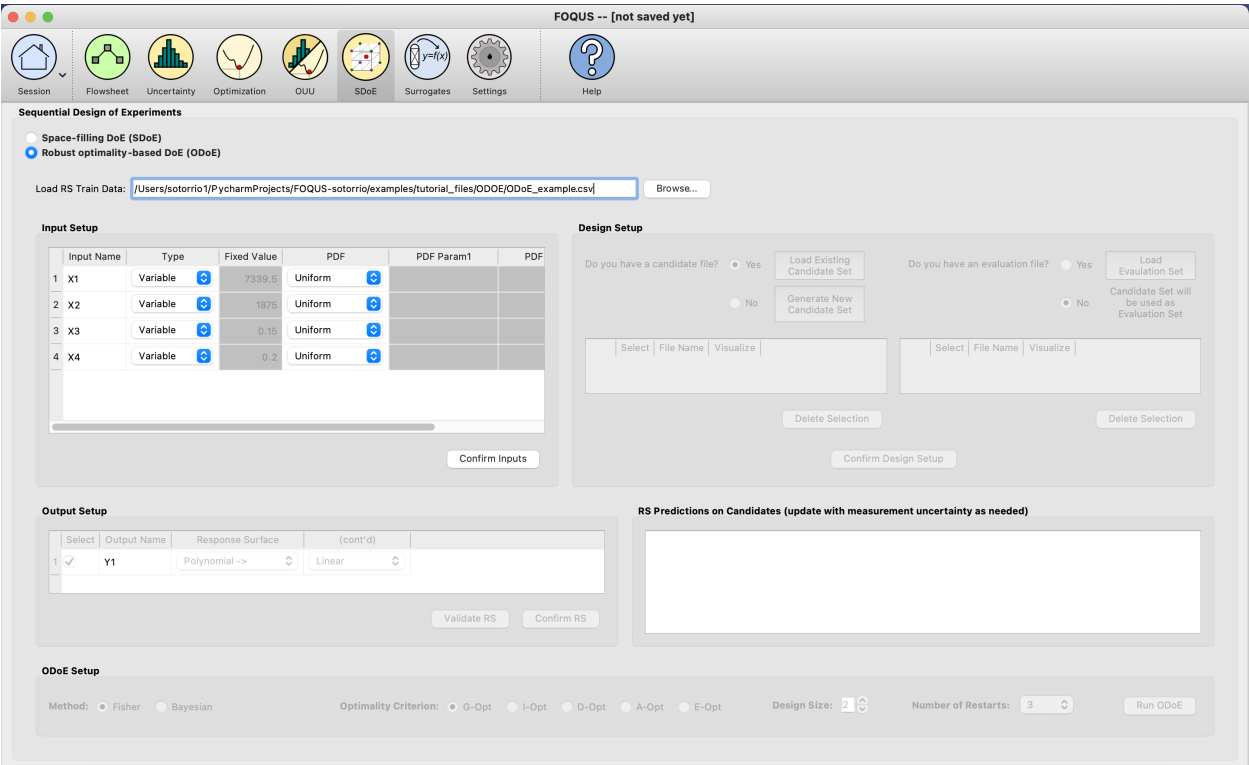 FOQUS -- [not saved yet]
Session Flowsheet Uncertainty Optimization OUU SDoE Surrogates Settings Help
y=f(x)
Sequential Design of Experiments
Space-filling DoE (SDoE)
Robust optimality-based DoE (ODoE)
Load RS Train Data: /Users/sotorrio1/PycharmProjects/FOQUS-sotorrio/examples/tutorial_files/ODOE/ODoE_example.csv Browse...
Input Setup
Input Name Type Fixed Value PDF PDF Param1 PDF
1 X1 Variable 7339.5 Uniform
2 X2 Variable 1875 Uniform
3 X3 Variable 0.15 Uniform
4 X4 Variable 0.2 Uniform
Confirm Inputs
Design Setup
Do you have a candidate file? Yes
Load Existing
Candidate Set
No
Generate New
Candidate Set
Select File Name Visualize
Delete Selection
Do you have an evaluation file? Yes
Load
Evaulation Set
No
Candidate Set will
be used as
Evaluation Set
Select File Name Visualize
Delete Selection
Confirm Design Setup
Output Setup
Select Output Name Response Surface (cont'd)
1 Y1 Polynomial -> Linear
Validate RS Confirm RS
RS Predictions on Candidates (update with measurement uncertainty as needed)
ODoE Setup
Method: Fisher Bayesian Optimality Criterion: G-Opt I-Opt D-Opt A-Opt E-Opt Design Size: 2 Number of Restarts: 3 Run ODoE